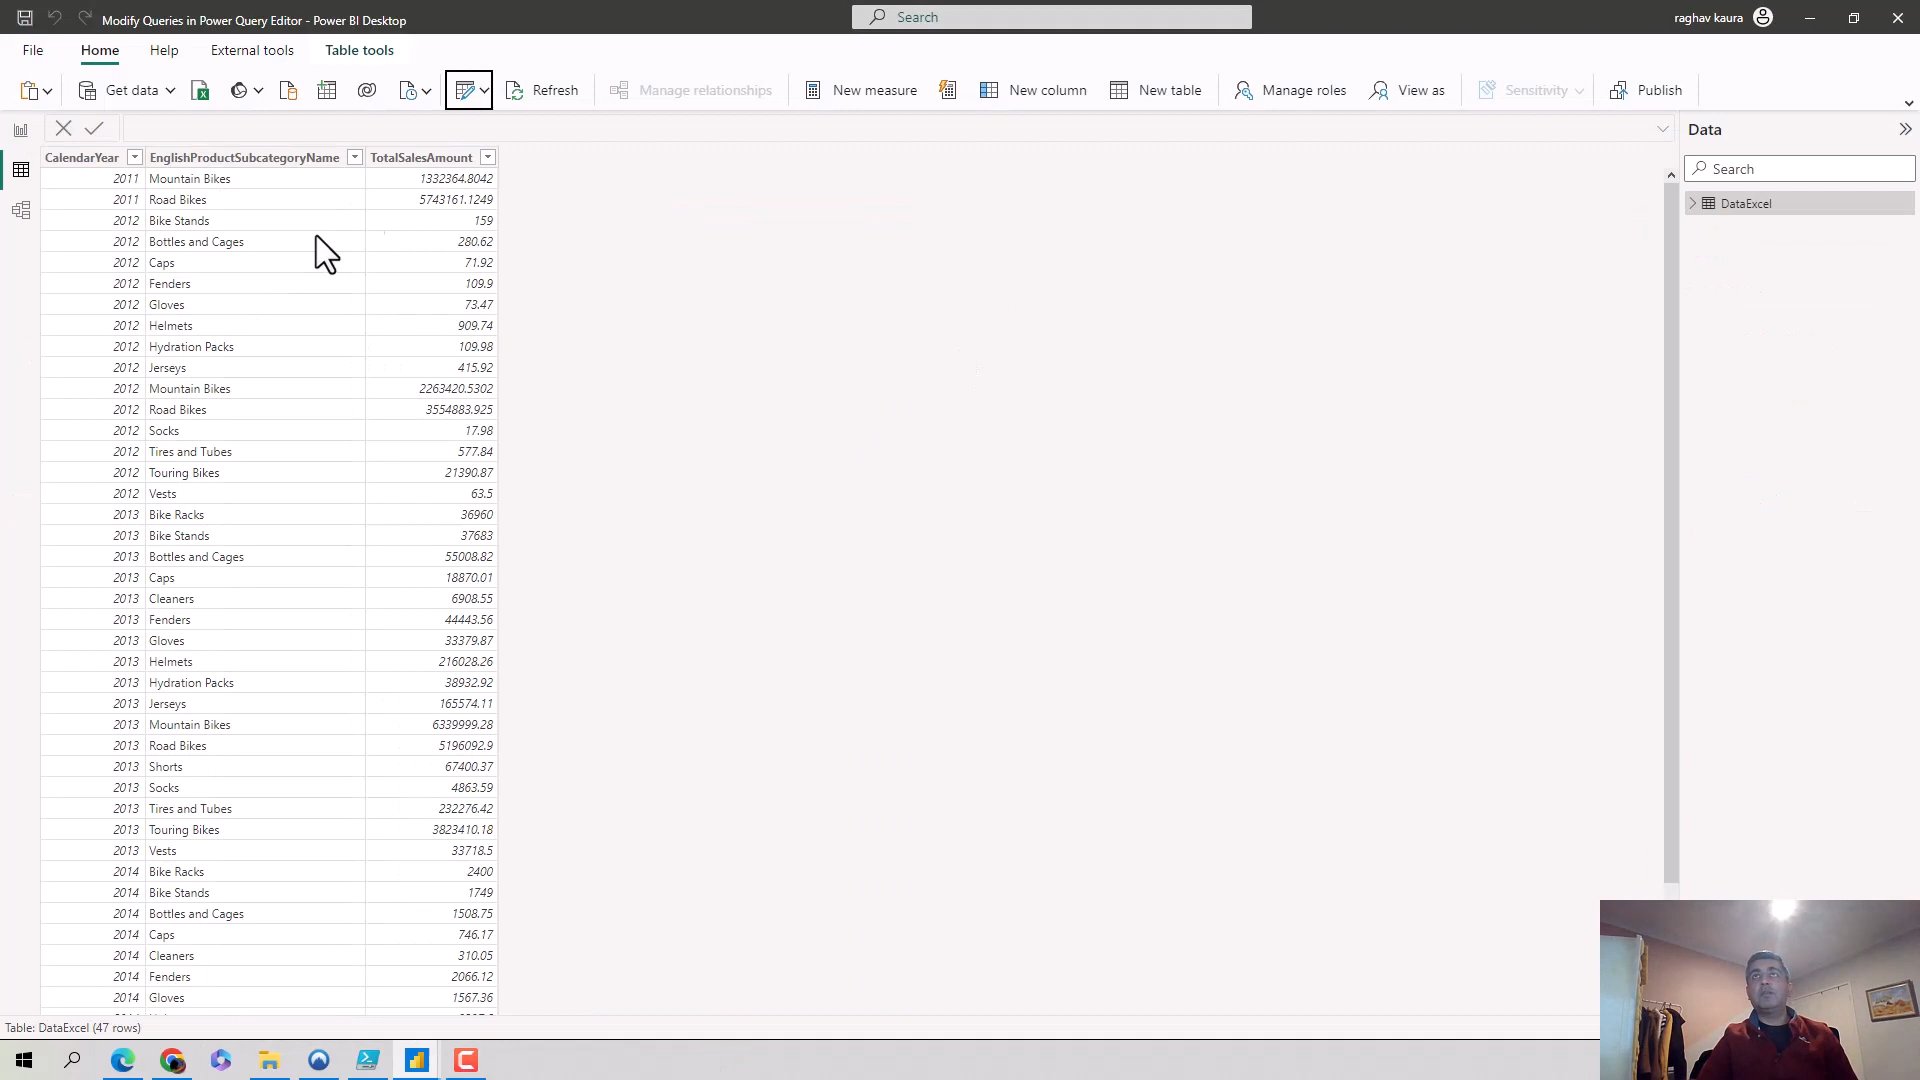 Modify Queries in Power Query Editor - Power BI Desktop
Search
raghav kaura
File
Home
Help
External tools
Table tools
Get data
Refresh
Manage relationships
New measure
New column
New table
Manage roles
View as
Sensitivity
Publish
Data
Search
DataExcel
CalendarYear EnglishProductSubcategoryName TotalSalesAmount
2011 Mountain Bikes 1332364.8042
2011 Road Bikes 5743161.1249
2012 Bike Stands 159
2012 Bottles and Cages 280.62
2012 Caps 71.92
2012 Fenders 109.9
2012 Gloves 73.47
2012 Helmets 909.74
2012 Hydration Packs 109.98
2012 Jerseys 415.92
2012 Mountain Bikes 2263420.5302
2012 Road Bikes 3554883.925
2012 Socks 17.98
2012 Tires and Tubes 577.84
2012 Touring Bikes 21390.87
2012 Vests 63.5
2013 Bike Racks 36960
2013 Bike Stands 37683
2013 Bottles and Cages 55008.82
2013 Caps 18870.01
2013 Cleaners 6908.55
2013 Fenders 44443.56
2013 Gloves 33379.87
2013 Helmets 216028.26
2013 Hydration Packs 38932.92
2013 Jerseys 165574.11
2013 Mountain Bikes 6339999.28
2013 Road Bikes 5196092.9
2013 Shorts 67400.37
2013 Socks 4863.59
2013 Tires and Tubes 232276.42
2013 Touring Bikes 3823410.18
2013 Vests 33718.5
2014 Bike Racks 2400
2014 Bike Stands 1749
2014 Bottles and Cages 1508.75
2014 Caps 746.17
2014 Cleaners 310.05
2014 Fenders 2066.12
2014 Gloves 1567.36
Table: DataExcel (47 rows)